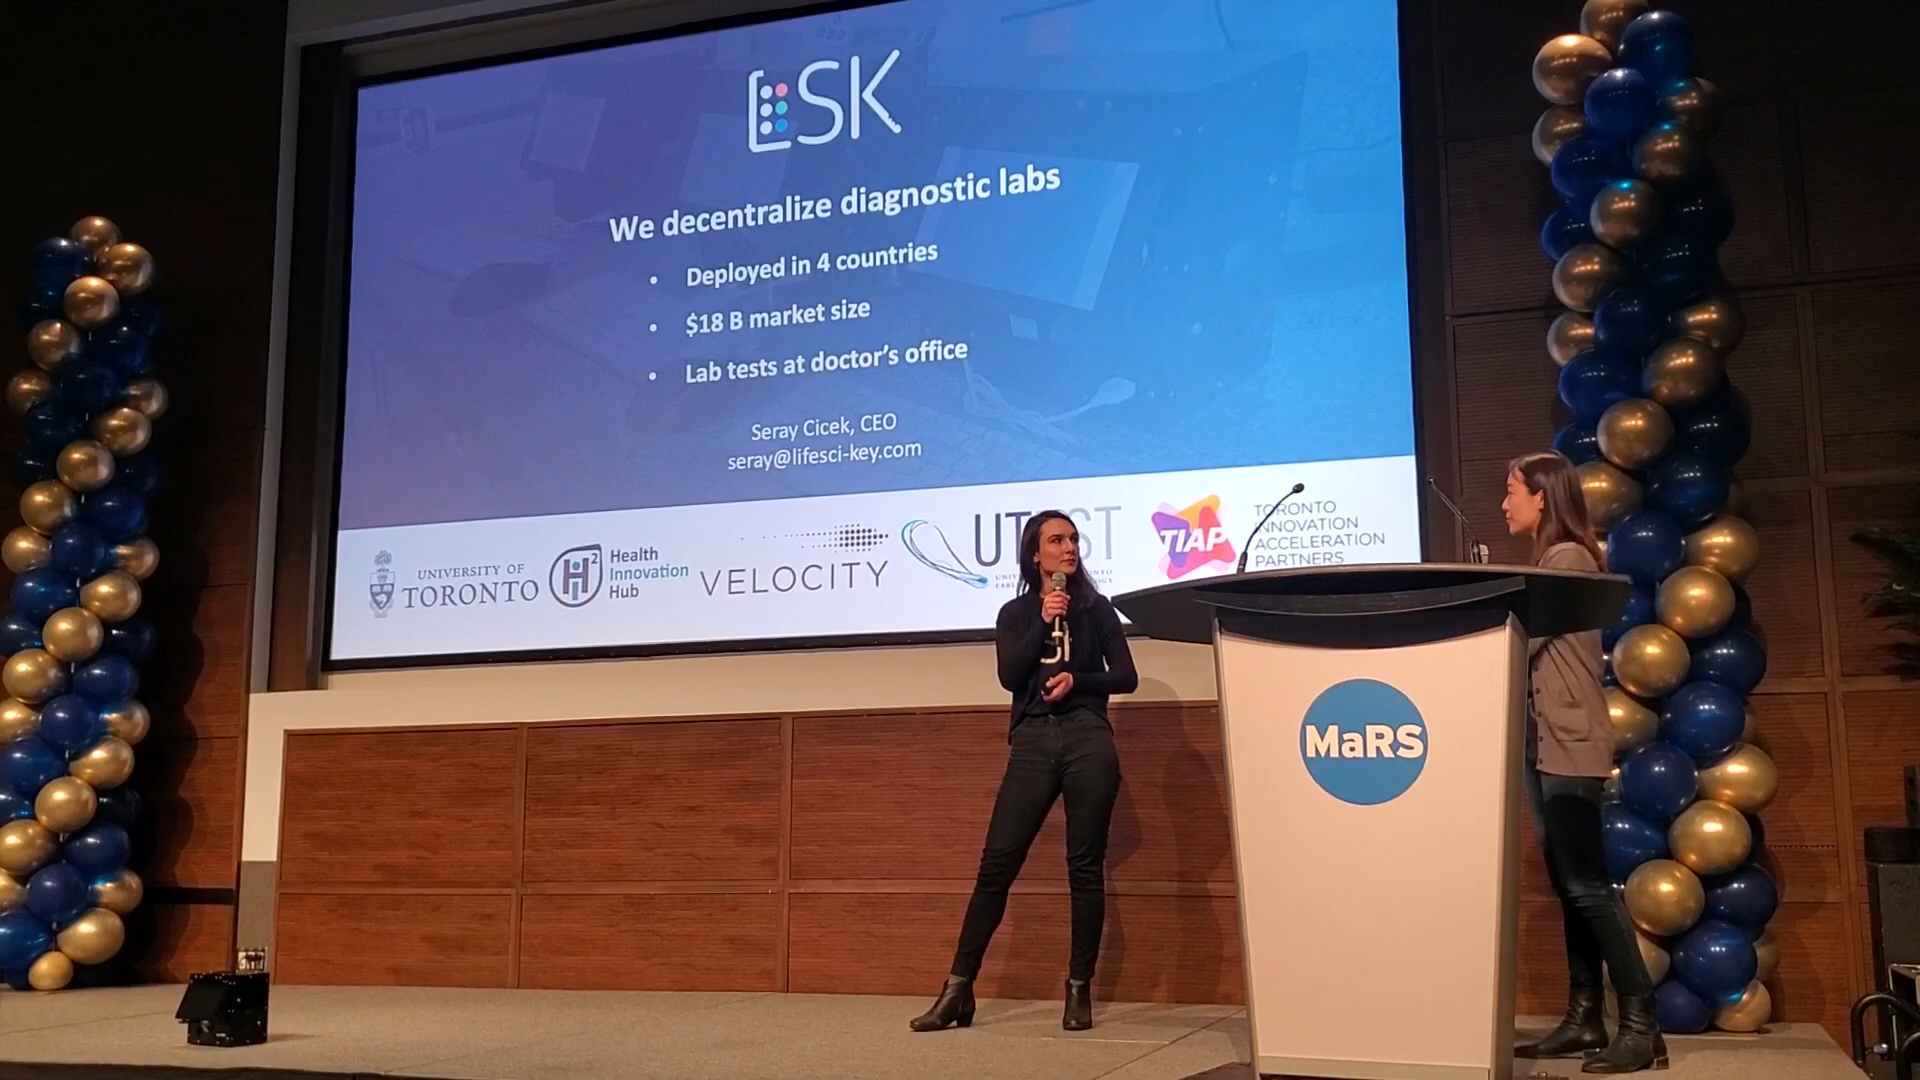 LSK
We decentralize diagnostic labs
• Deployed in 4 countries
• $18 B market size
• Lab tests at doctor's office
Seray Cicek, CEO
seray@lifesci-key.com
UNIVERSITY OF
TORONTO
H2
Health
Innovation
Hub
VELOCITY
TIAP
TORONTO
INNOVATION
ACCELERATION
PARTNERS
MaRS